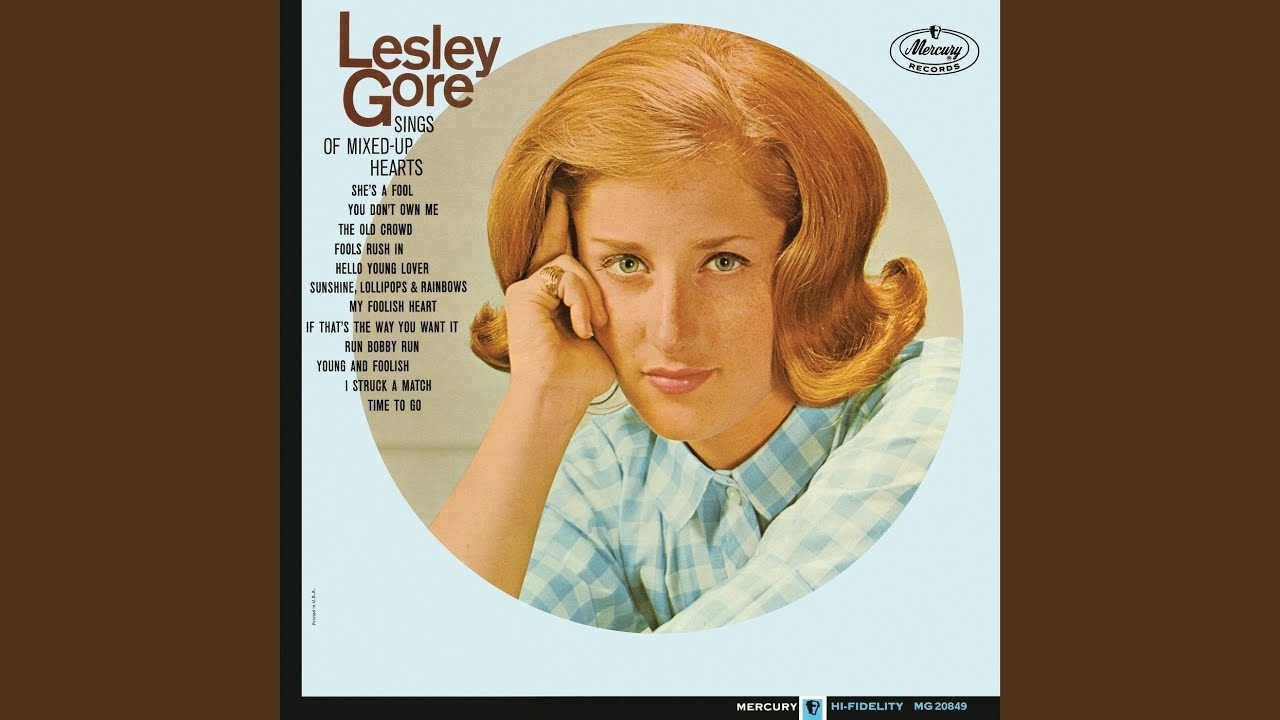 Lesley
Gore
SINGS
OF MIXED-UP
HEARTS
SHE'S A FOOL
YOU DON'T OWN ME
THE OLD CROWD
FOOLS RUSH IN
HELLO YOUNG LOVER
SUNSHINE, LOLLIPOPS & RAINBOWS
MY FOOLISH HEART
IF THAT'S THE WAY YOU WANT IT
RUN BOBBY RUN
YOUNG AND FOOLISH
I STRUCK A MATCH
TIME TO GO
Mercury
RECORDS
Printed in U.S.A.
MERCURY HI-FIDELITY MG 20849